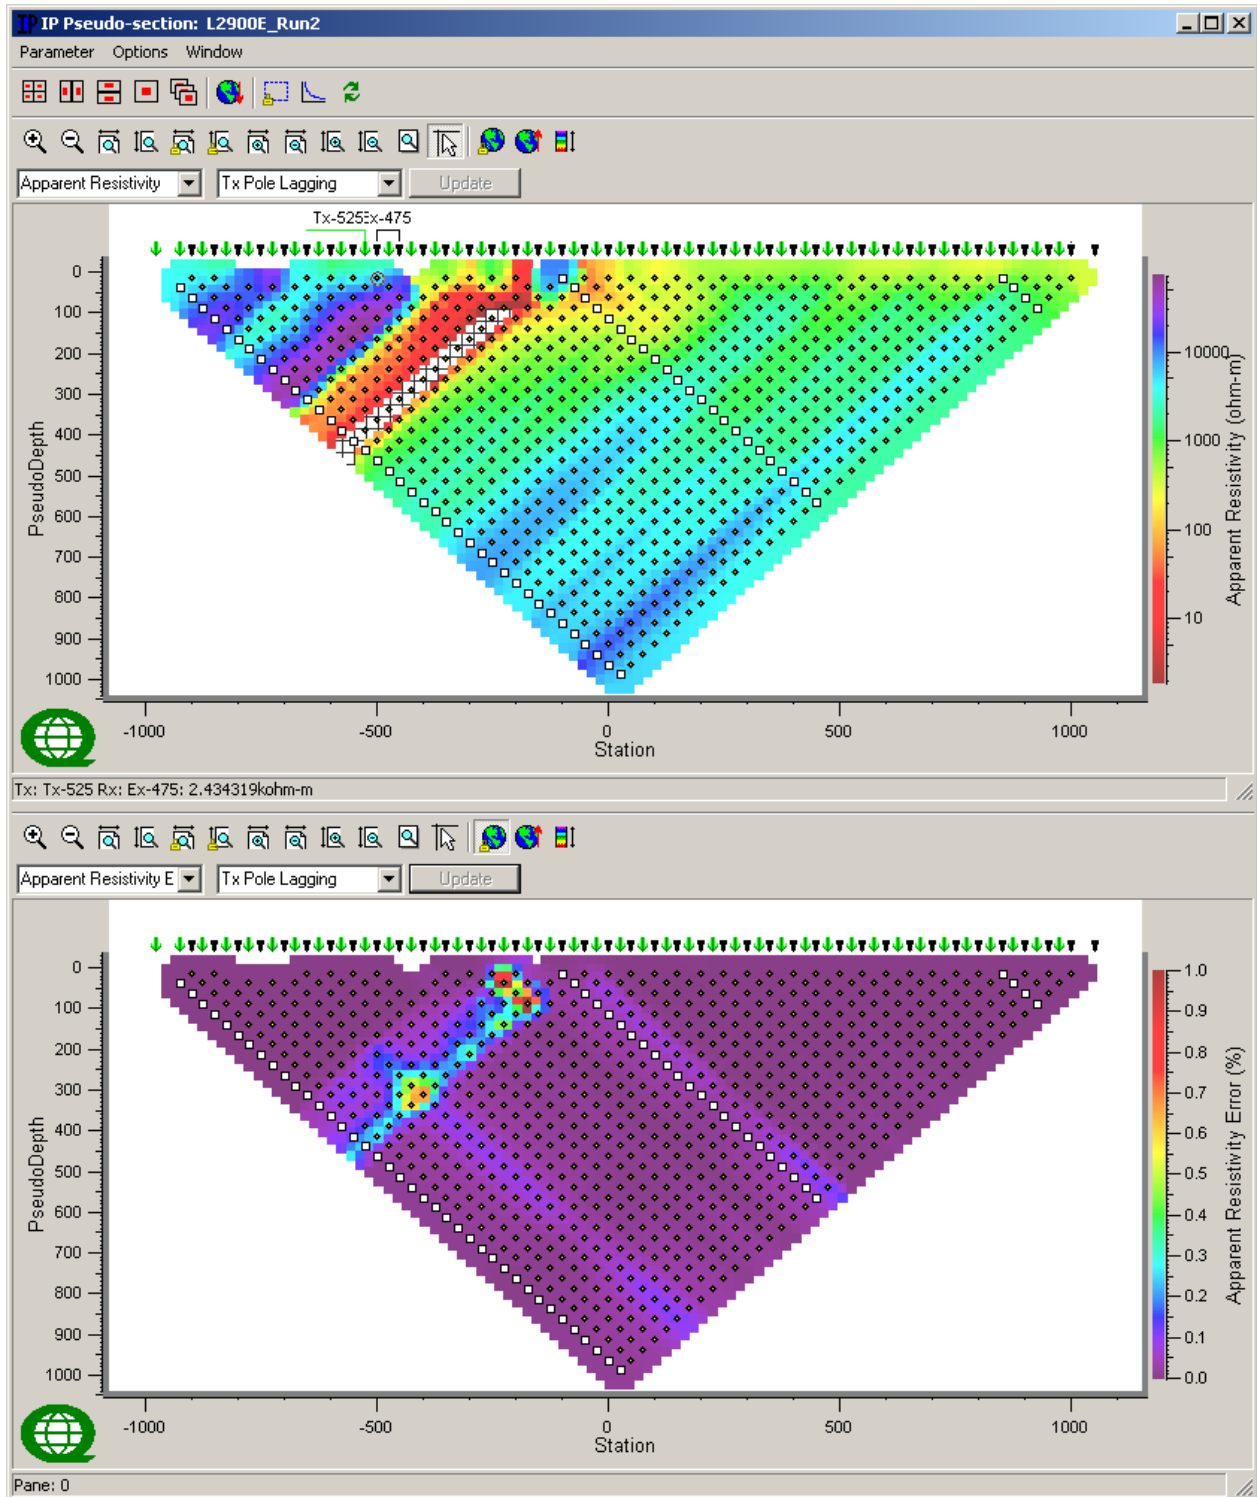 IP Pseudo-section: L2900E_Run2
Parameter Options Window
Apparent Resistivity Tx Pole Lagging Update
Tx-525 Ex-475
0
100
200
300
400
500
600
700
800
900
1000
PseudoDepth
-1000 -500 0 500 1000
Station
10000
1000
100
10
Apparent Resistivity (ohm-m)
Tx: Tx-525 Rx: Ex-475: 2.434319kohm-m
Apparent Resistivity E Tx Pole Lagging Update
0
100
200
300
400
500
600
700
800
900
1000
PseudoDepth
-1000 -500 0 500 1000
Station
1.0
0.9
0.8
0.7
0.6
0.5
0.4
0.3
0.2
0.1
0.0
Apparent Resistivity Error (%)
Pane: 0